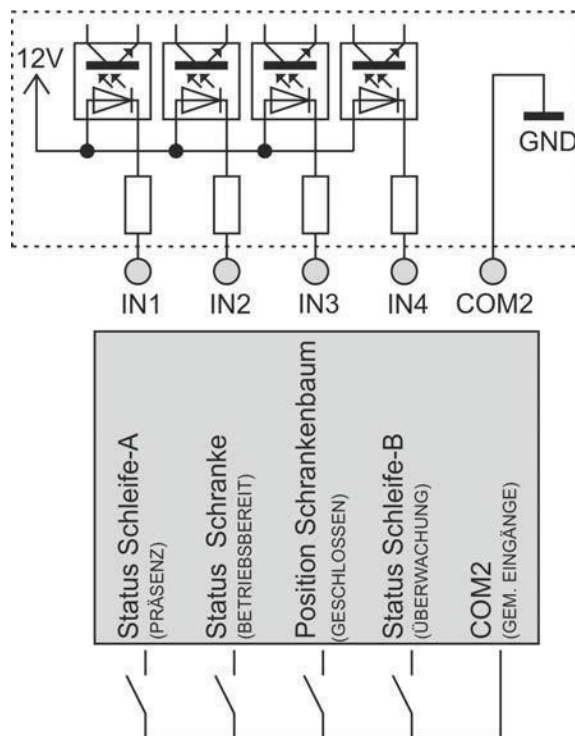 12V
GND
IN1 IN2 IN3 IN4 COM2
Status Schleife-A
(PRÄSENZ)
Status Schranke
(BETRIEBSBEREIT)
Position Schrankenbaum
(GESCHLOSSEN)
Status Schleife-B
(ÜBERWACHUNG)
COM2
(GEM. EINGÄNGE)